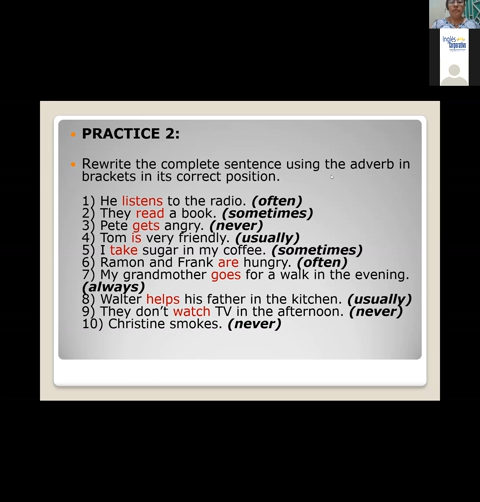 Inglés
Corporativo
PRACTICE 2:
Rewrite the complete sentence using the adverb in
brackets in its correct position.
1) He listens to the radio. (often)
2) They read a book. (sometimes)
3) Pete gets angry. (never)
4) Tom is very friendly. (usually)
5) I take sugar in my coffee. (sometimes)
6) Ramon and Frank are hungry. (often)
7) My grandmother goes for a walk in the evening.
(always)
8) Walter helps his father in the kitchen. (usually)
9) They don't watch TV in the afternoon. (never)
10) Christine smokes. (never)